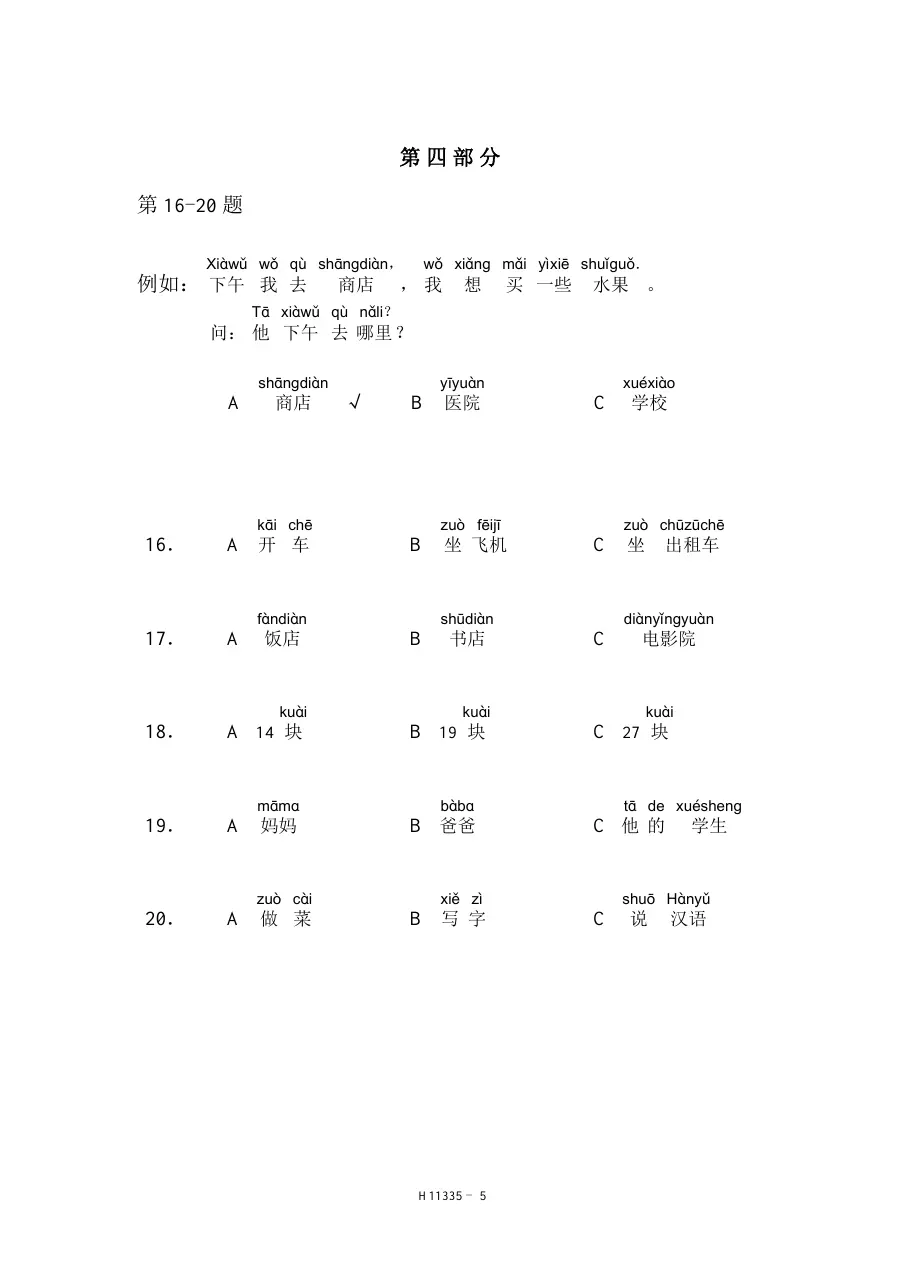 第四部分
第 16-20 题
Xiàwǔ wǒ qù shāngdiàn, wǒ xiǎng mǎi yìxiē shuǐguǒ.
例如： 下午 我 去 商店 ， 我 想 买 一些 水果 。
Tā xiàwǔ qù nǎli?
问： 他 下午 去 哪里？
shāngdiàn yīyuàn xuéxiào
A 商店 √ B 医院 C 学校
kāi chē zuò fēijī zuò chūzūchē
16. A 开 车 B 坐 飞机 C 坐 出租车
fàndiàn shūdiàn diànyǐngyuàn
17. A 饭店 B 书店 C 电影院
kuài kuài kuài
18. A 14 块 B 19 块 C 27 块
māma bàba tā de xuésheng
19. A 妈妈 B 爸爸 C 他 的 学生
zuò cài xiě zì shuō Hànyǔ
20. A 做 菜 B 写 字 C 说 汉语
H11335- 5